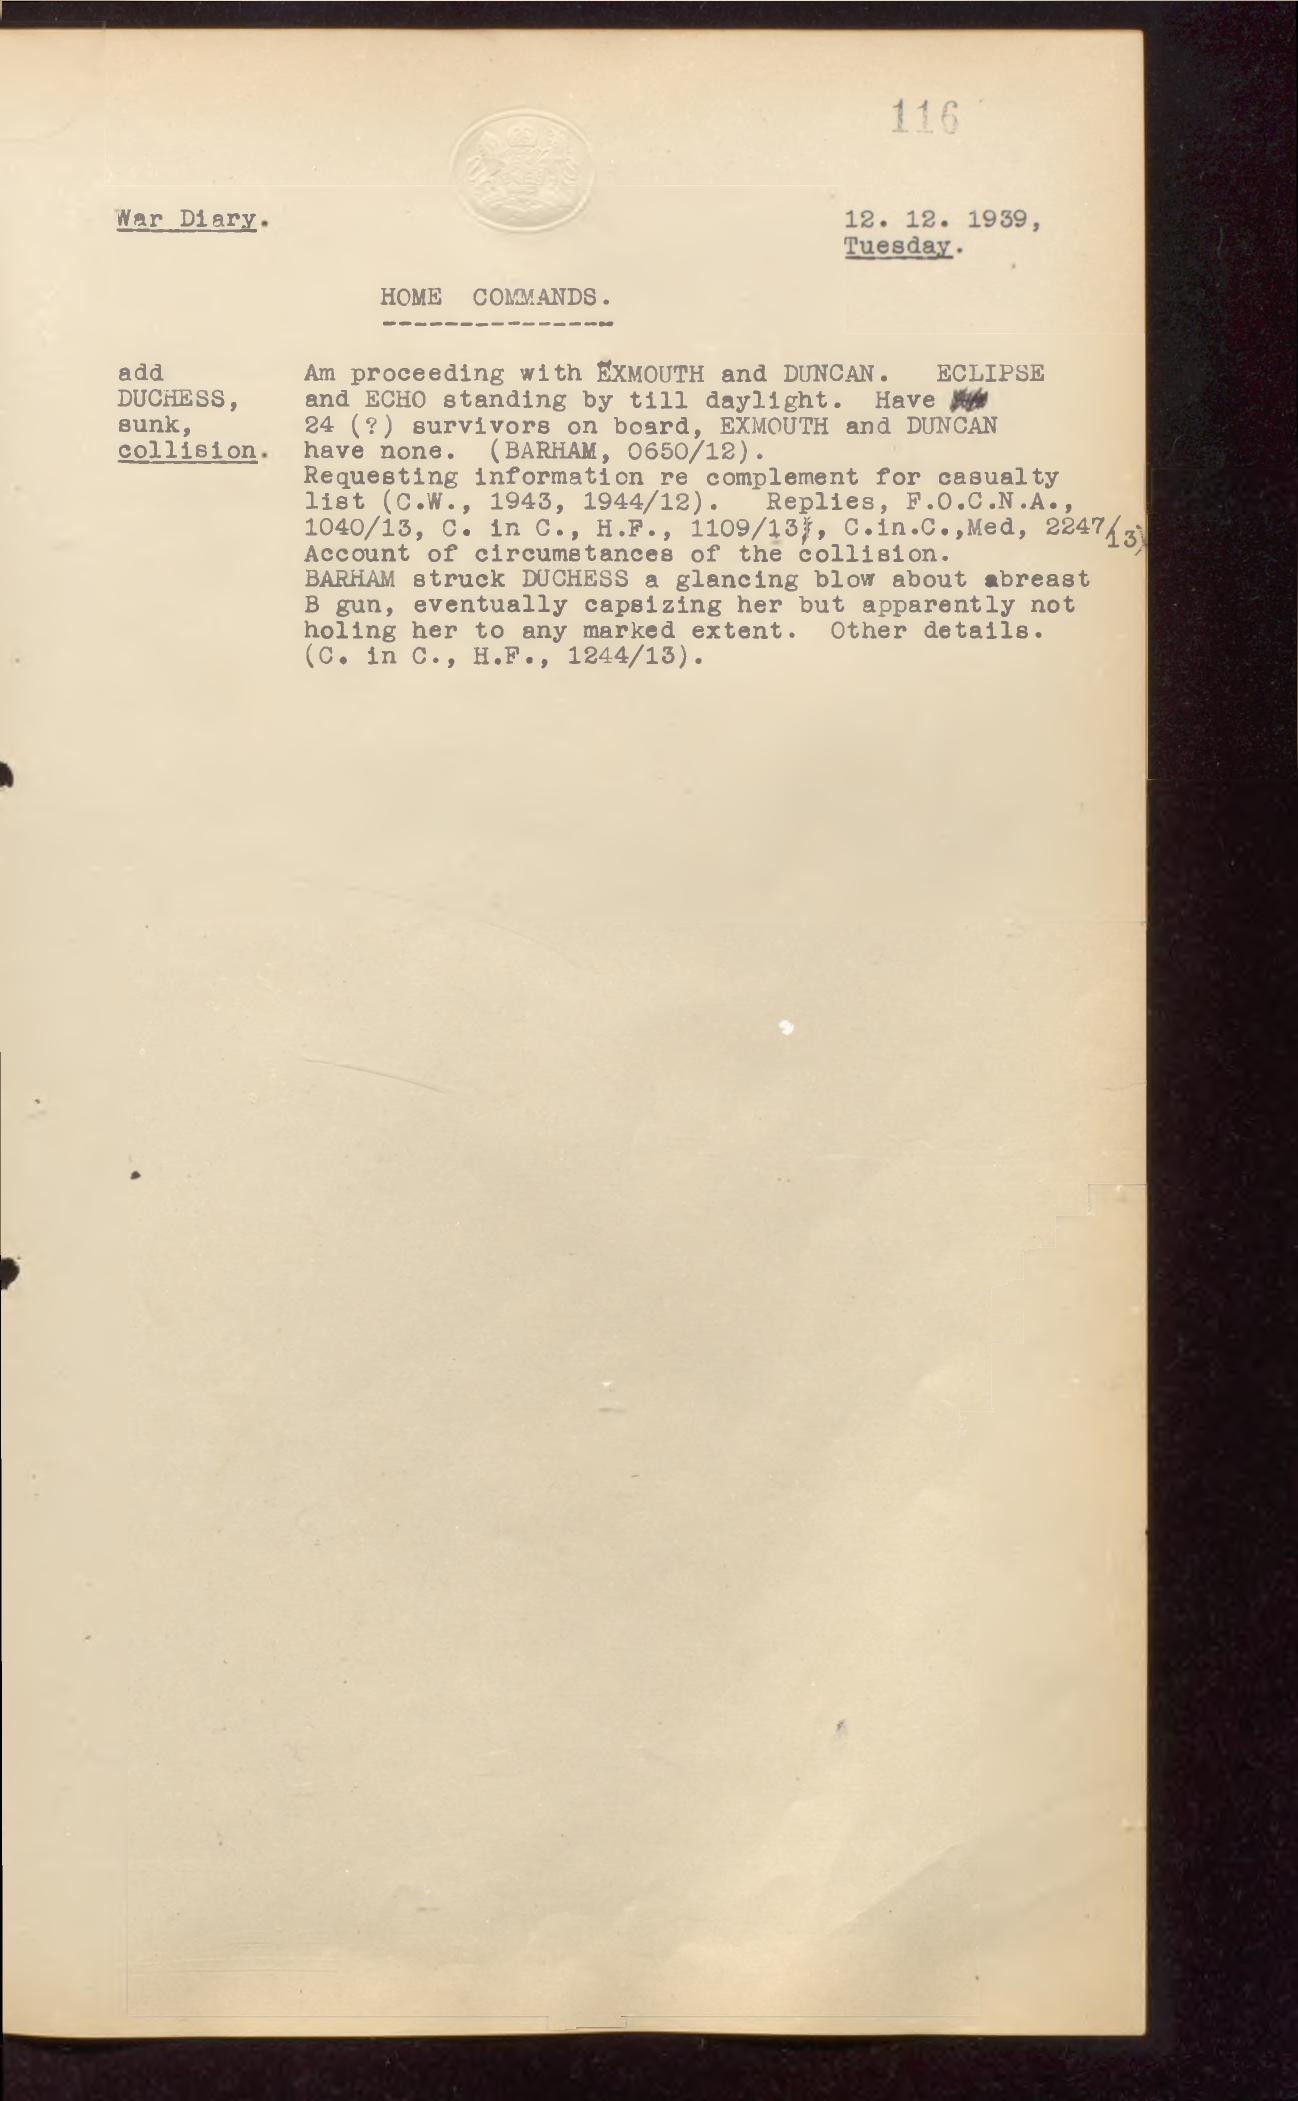 116
War Diary.
12. 12. 1939,
Tuesday.
HOME COMMANDS.
add
DUCHESS,
sunk,
collision.
Am proceeding with EXMOUTH and DUNCAN. ECLIPSE
and ECHO standing by till daylight. Have
24 (?) survivors on board, EXMOUTH and DUNCAN
have none. (BARHAM, 0650/12).
Requesting information re complement for casualty
list (C.W., 1943, 1944/12). Replies, F.O.C.N.A.,
1040/13, C. in C., H.F., 1109/13, C.in.C.,Med, 2247/13)
Account of circumstances of the collision.
BARHAM struck DUCHESS a glancing blow about abreast
B gun, eventually capsizing her but apparently not
holing her to any marked extent. Other details.
(C. in C., H.F., 1244/13).